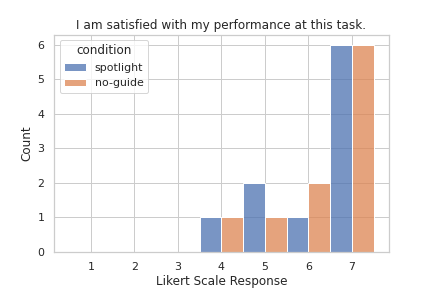 I am satisfied with my performance at this task.
condition
spotlight
no-guide
Count
6
5
4
3
2
1
0
1 2 3 4 5 6 7
Likert Scale Response